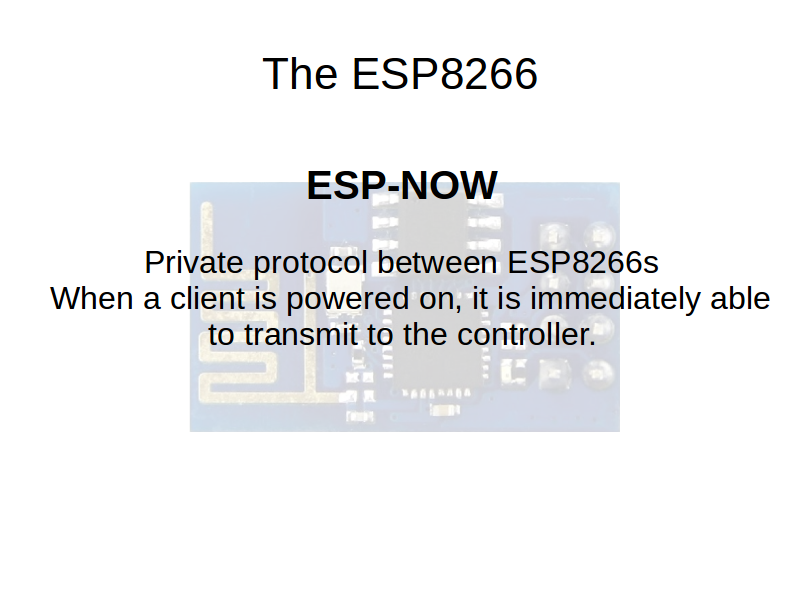 The ESP8266
ESP-NOW
Private protocol between ESP8266s
When a client is powered on, it is immediately able
to transmit to the controller.